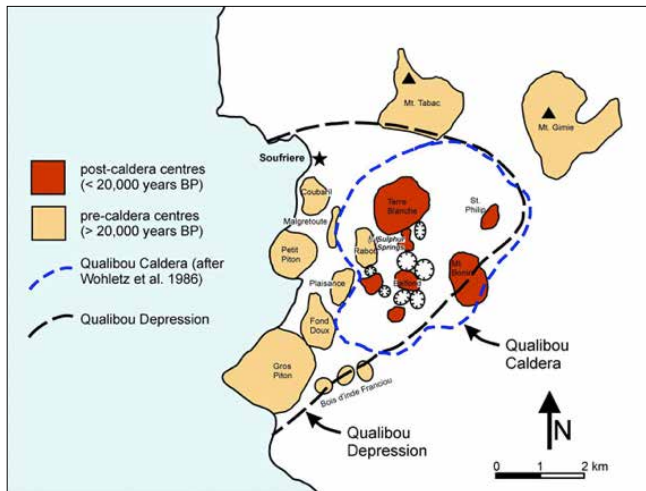 Mt. Tabac
Mt. Gimie
Soufriere
post-caldera centres
(< 20,000 years BP)
pre-caldera centres
(> 20,000 years BP)
Qualibou Caldera (after
Wohletz et al. 1986)
Qualibou Depression
Coubaril
Malgretoute
Terre
Blanche
St.
Philip
Petit
Piton
Rabot
Sulphur
Springs
Plaisance
Belfond
Mt. Bonin
Fond
Doux
Gros
Piton
Bois d'inde Franciou
Qualibou
Caldera
Qualibou
Depression
N
0 1 2 km